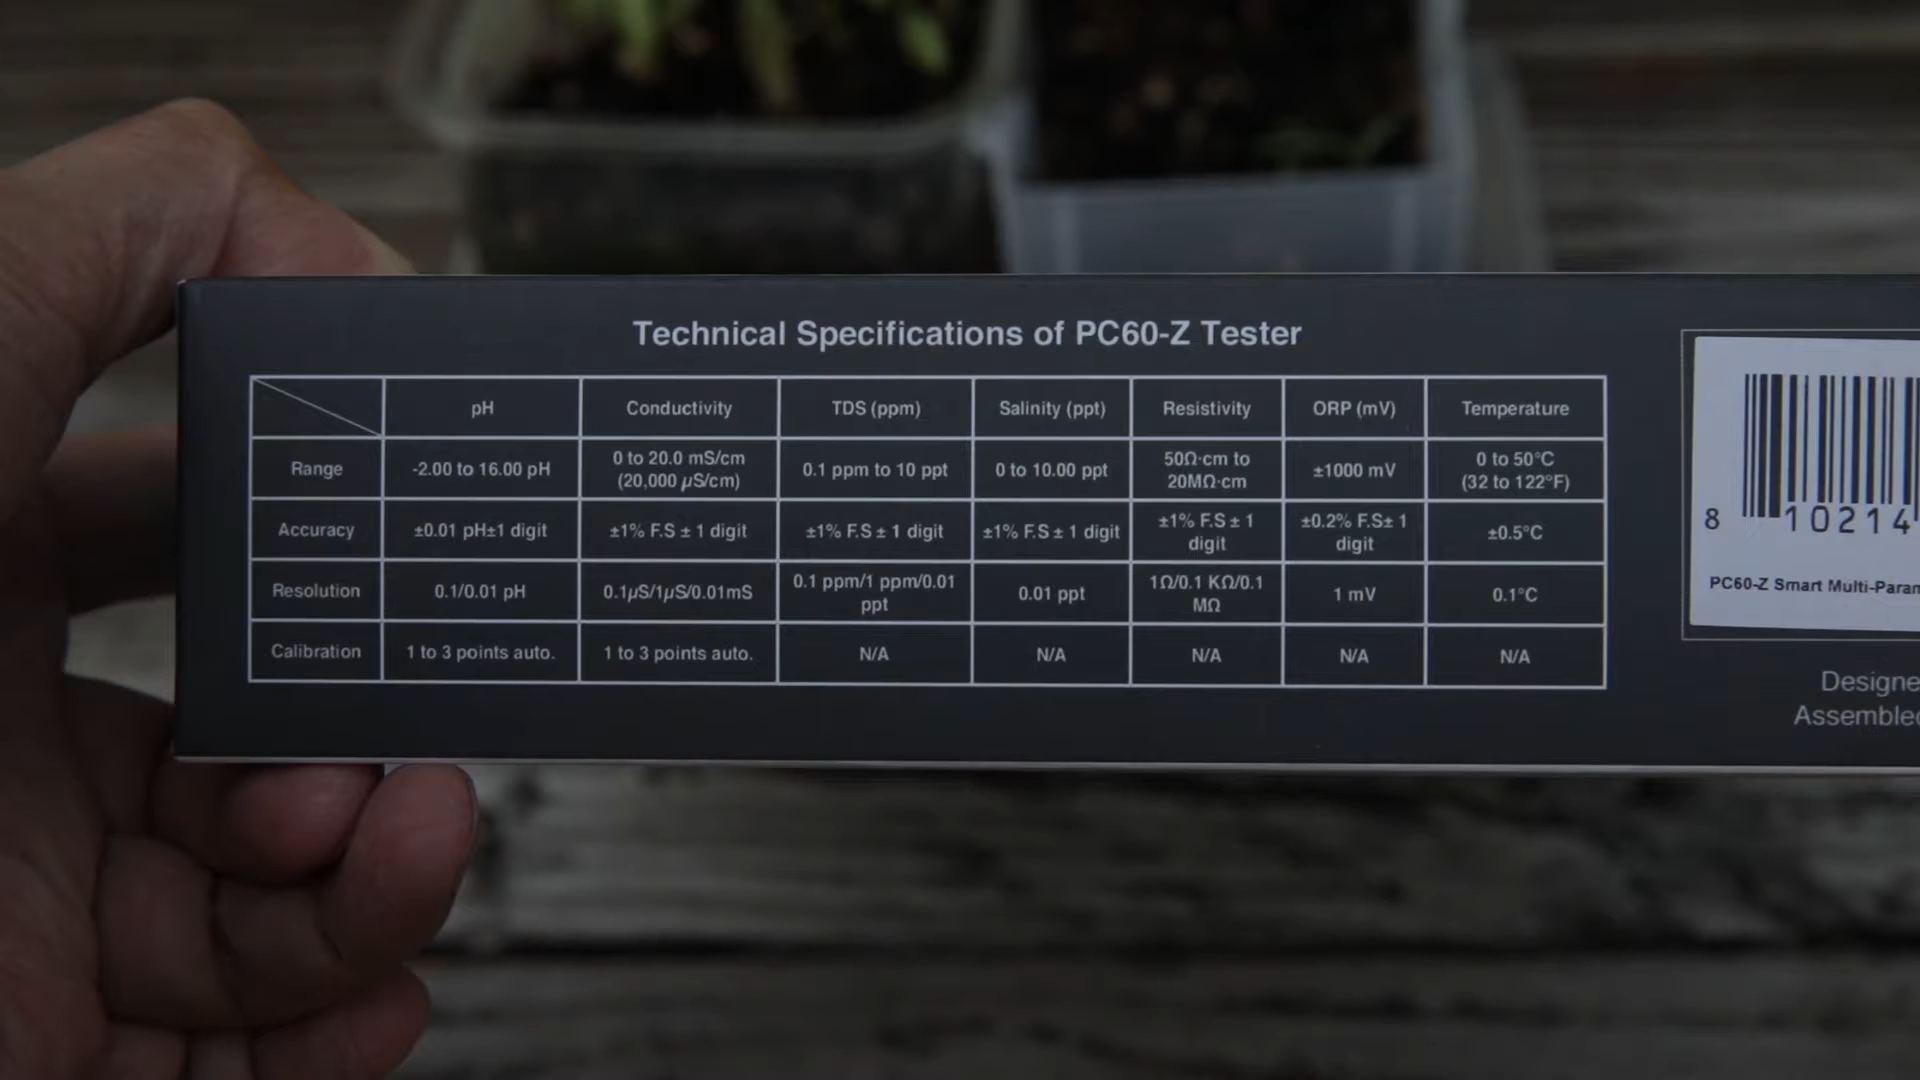 Technical Specifications of PC60-Z Tester
pH Conductivity TDS (ppm) Salinity (ppt) Resistivity ORP (mV) Temperature
Range -2.00 to 16.00 pH 0 to 20.0 mS/cm (20,000 µS/cm) 0.1 ppm to 10 ppt 0 to 10.00 ppt 50Ω·cm to 20MΩ·cm ±1000 mV 0 to 50°C (32 to 122°F)
Accuracy ±0.01 pH±1 digit ±1% F.S ± 1 digit ±1% F.S ± 1 digit ±1% F.S ± 1 digit ±1% F.S ± 1 digit ±0.2% F.S± 1 digit ±0.5°C
Resolution 0.1/0.01 pH 0.1µS/1µS/0.01mS 0.1 ppm/1 ppm/0.01 ppt 0.01 ppt 1Ω/0.1 KΩ/0.1 MΩ 1 mV 0.1°C
Calibration 1 to 3 points auto. 1 to 3 points auto. N/A N/A N/A N/A N/A
8 10214
PC60-Z Smart Multi-Param
Designe
Assembled